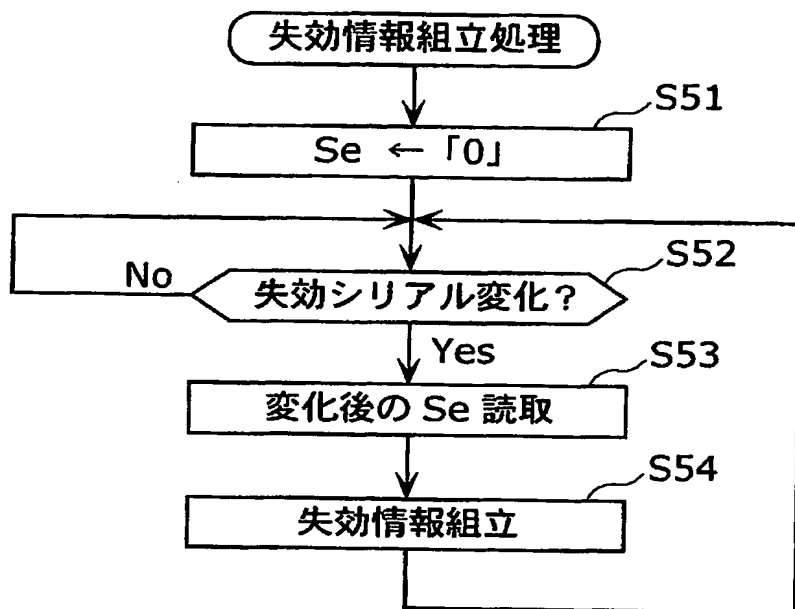 失効情報組立処理
S51
Se ← 「0」
S52
No
失効シリアル変化？
Yes
S53
変化後の Se 読取
S54
失効情報組立